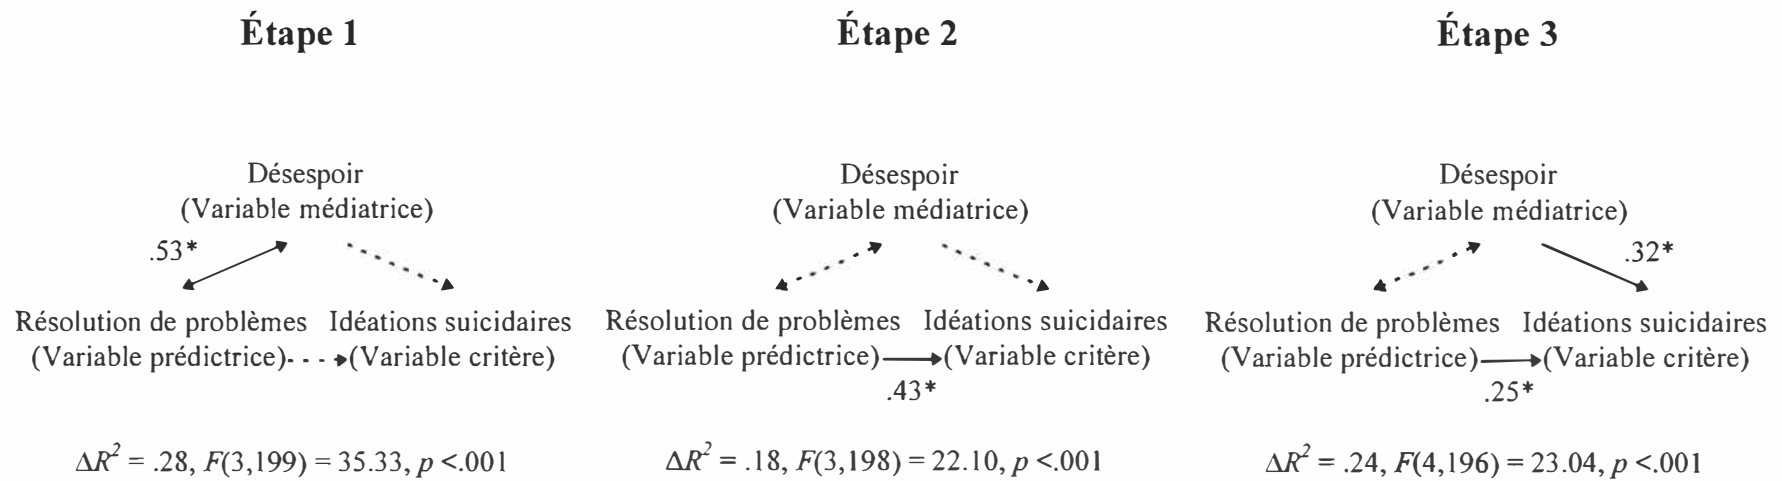 Étape 1
Désespoir
(Variable médiatrice)
.53*
Résolution de problèmes Idéations suicidaires
(Variable prédictrice) (Variable critère)
ΔR² = .28, F(3,199) = 35.33, p <.001
Étape 2
Désespoir
(Variable médiatrice)
Résolution de problèmes Idéations suicidaires
(Variable prédictrice) (Variable critère)
.43*
ΔR² = .18, F(3,198) = 22.10, p <.001
Étape 3
Désespoir
(Variable médiatrice)
.32*
Résolution de problèmes Idéations suicidaires
(Variable prédictrice) (Variable critère)
.25*
ΔR² = .24, F(4,196) = 23.04, p <.001